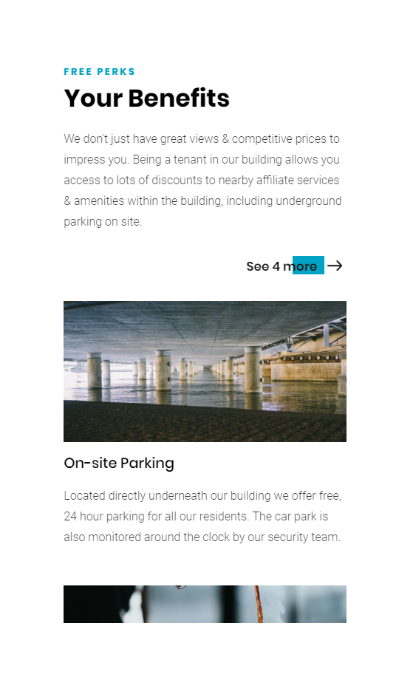 FREE PERKS
Your Benefits
We don't just have great views & competitive prices to
impress you. Being a tenant in our building allows you
access to lots of discounts to nearby affiliate services
& amenities within the building, including underground
parking on site.
See 4 more →
On-site Parking
Located directly underneath our building we offer free,
24 hour parking for all our residents. The car park is
also monitored around the clock by our security team.